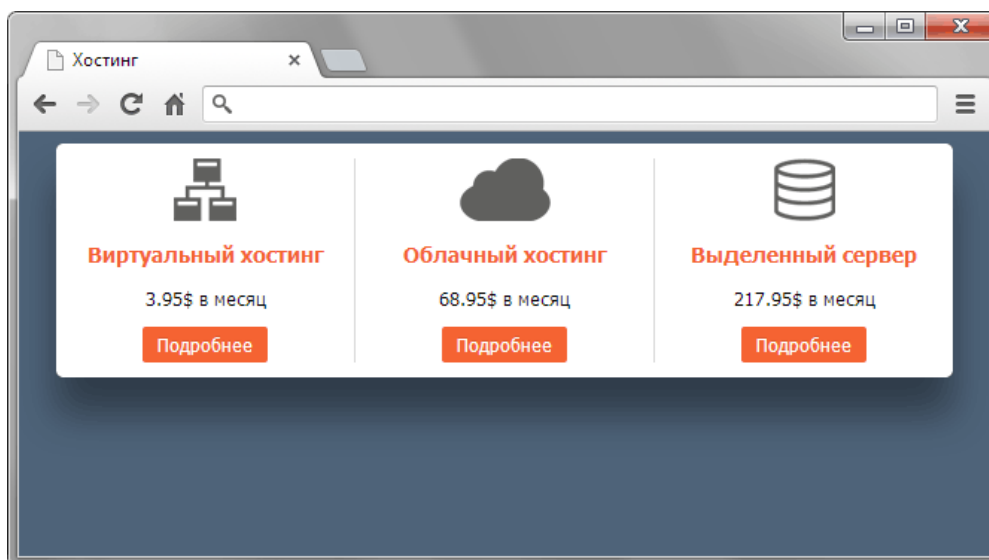 Хостинг
Виртуальный хостинг
Облачный хостинг
Выделенный сервер
3.95$ в месяц
68.95$ в месяц
217.95$ в месяц
Подробнее
Подробнее
Подробнее